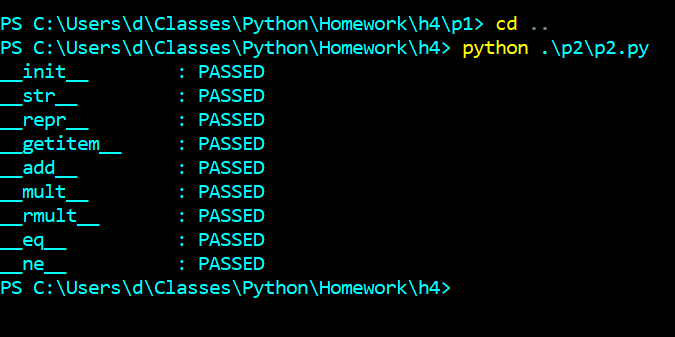 PS C:\Users\d\Classes\Python\Homework\h4\p1> cd ..
PS C:\Users\d\Classes\Python\Homework\h4> python .\p2\p2.py
__init__ : PASSED
__str__ : PASSED
__repr__ : PASSED
__getitem__ : PASSED
__add__ : PASSED
__mult__ : PASSED
__rmult__ : PASSED
__eq__ : PASSED
__ne__ : PASSED
PS C:\Users\d\Classes\Python\Homework\h4>